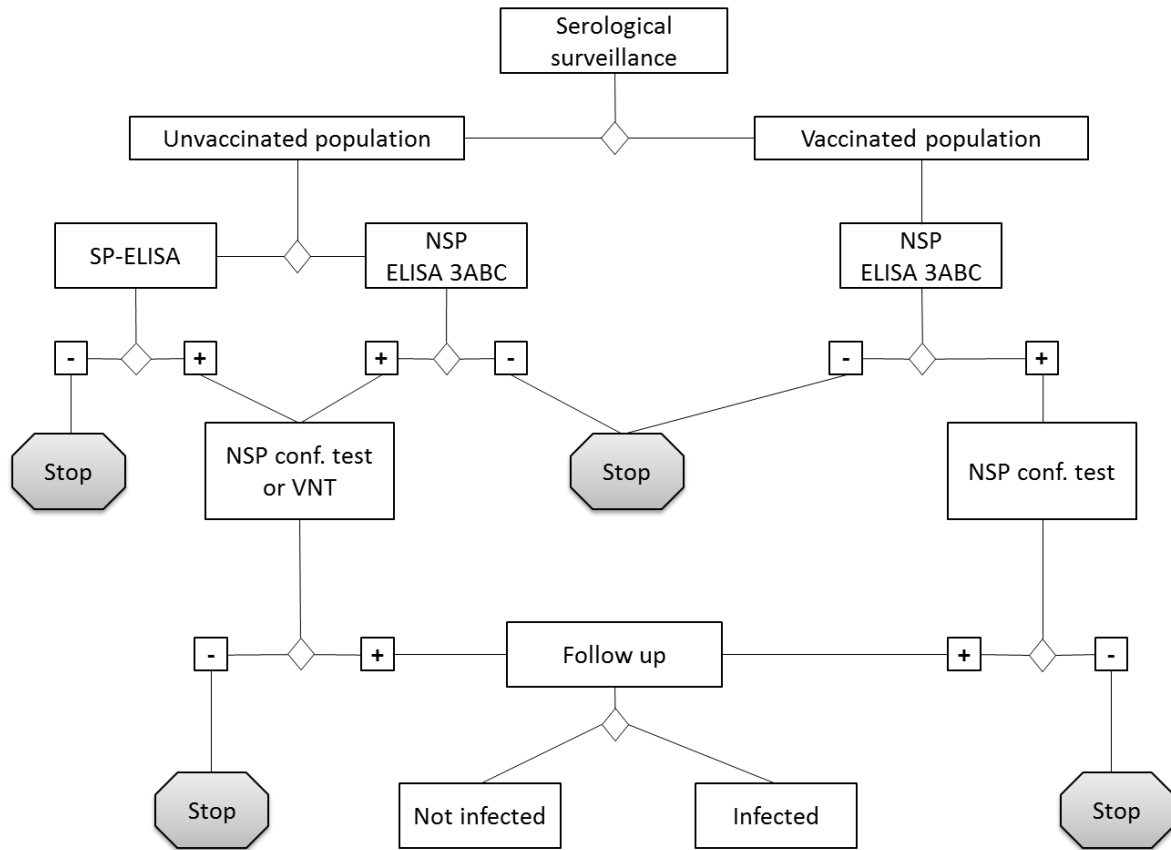 Serological
surveillance
Unvaccinated population
Vaccinated population
SP-ELISA
NSP
ELISA 3ABC
NSP
ELISA 3ABC
-
+
+
-
-
+
Stop
NSP conf. test
or VNT
Stop
NSP conf. test
-
+
Follow up
+
-
Stop
Not infected
Infected
Stop